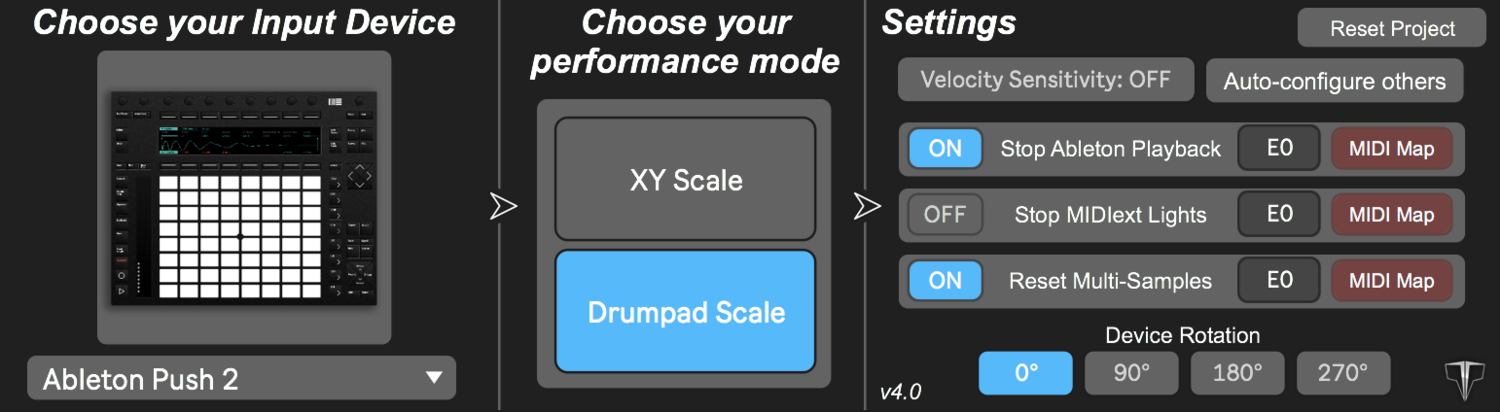 Choose your Input Device
Ableton Push 2
Choose your
performance mode
XY Scale
Drumpad Scale
Settings
Reset Project
Velocity Sensitivity: OFF
Auto-configure others
ON Stop Ableton Playback E0 MIDI Map
OFF Stop MIDIext Lights E0 MIDI Map
ON Reset Multi-Samples E0 MIDI Map
Device Rotation
0° 90° 180° 270°
v4.0